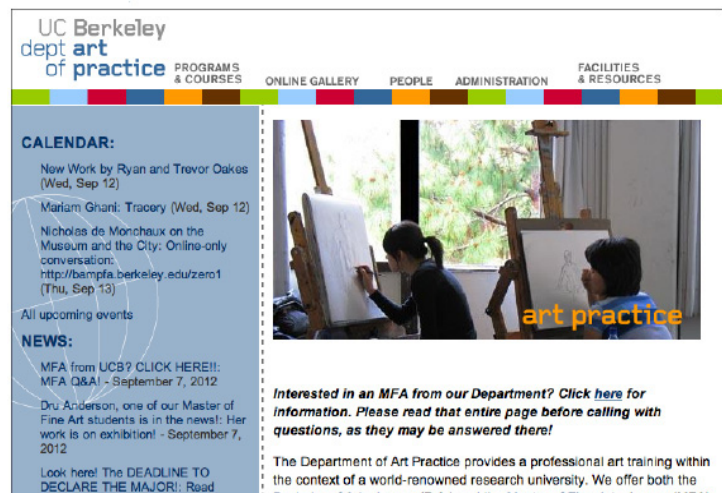 UC Berkeley
dept art
of practice
PROGRAMS
& COURSES
ONLINE GALLERY
PEOPLE
ADMINISTRATION
FACILITIES
& RESOURCES
CALENDAR:
New Work by Ryan and Trevor Oakes
(Wed, Sep 12)
Mariam Ghani: Tracery (Wed, Sep 12)
Nicholas de Monchaux on the
Museum and the City: Online-only
conversation:
http://bampfa.berkeley.edu/zero1
(Thu, Sep 13)
All upcoming events
NEWS:
MFA from UCB? CLICK HERE!!:
MFA Q&A! - September 7, 2012
Dru Anderson, one of our Master of
Fine Art students is in the news!: Her
work is on exhibition! - September 7,
2012
Look here! The DEADLINE TO
DECLARE THE MAJOR!: Read
art practice
Interested in an MFA from our Department? Click here for
information. Please read that entire page before calling with
questions, as they may be answered there!
The Department of Art Practice provides a professional art training within
the context of a world-renowned research university. We offer both the